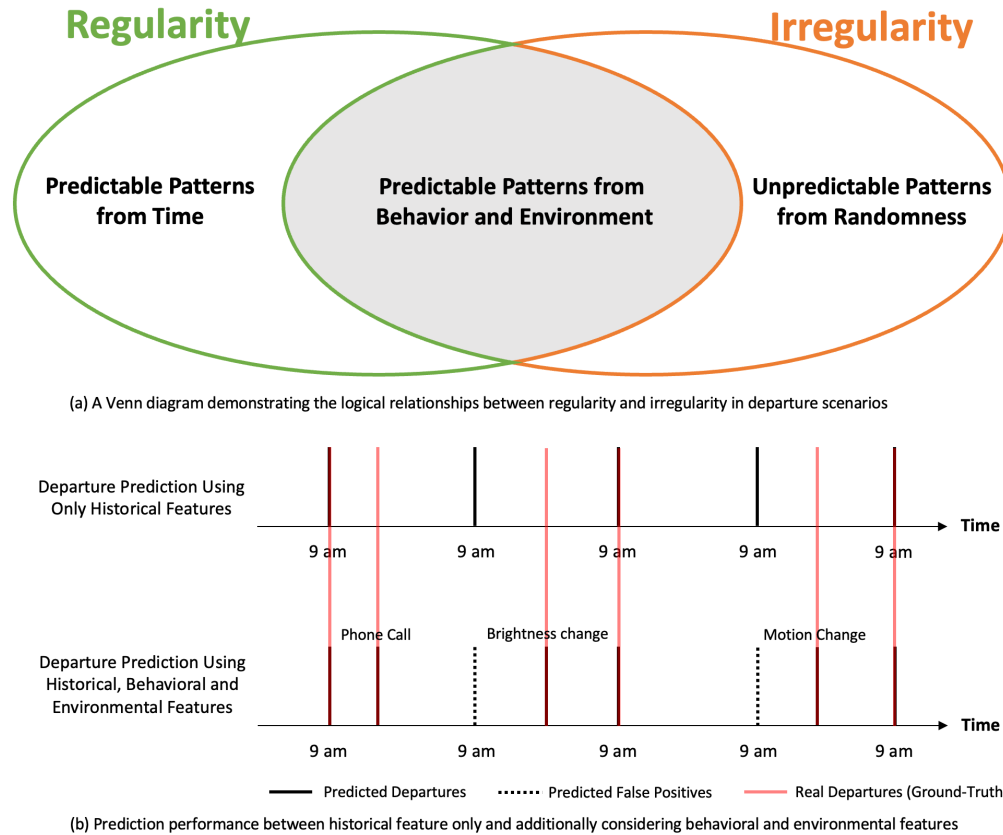 Regularity
Irregularity
Predictable Patterns
from Time
Predictable Patterns from
Behavior and Environment
Unpredictable Patterns
from Randomness
(a) A Venn diagram demonstrating the logical relationships between regularity and irregularity in departure scenarios
Departure Prediction Using
Only Historical Features
Time
9 am
9 am
9 am
9 am
9 am
Phone Call
Brightness change
Motion Change
Departure Prediction Using
Historical, Behavioral and
Environmental Features
Time
9 am
9 am
9 am
9 am
9 am
Predicted Departures
Predicted False Positives
Real Departures (Ground-Truth
(b) Prediction performance between historical feature only and additionally considering behavioral and environmental features